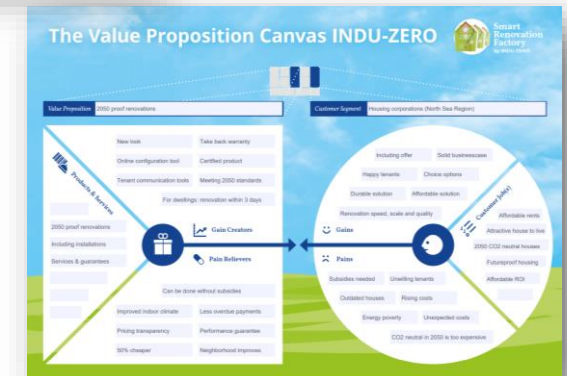 The Value Proposition Canvas INDU-ZERO
Smart
Renovation
Factory
by INDU-ZERO
Value Proposition 2050 proof renovations
Customer Segment Housing corporations (North Sea Region)
New look
Take back warranty
Online configuration tool
Certified product
Tenant communication tools
Meeting 2050 standards
For dwellings; renovation within 3 days
Products & Services
2050 proof renovations
Including installations
Services & guarantees
Gain Creators
Pain Relievers
Can be done without subsidies
Improved indoor climate
Less overdue payments
Pricing transparency
Performance guarantee
50% cheaper
Neighborhood improves
Including offer
Solid businesscase
Happy tenants
Choice options
Durable solution
Affordable solution
Renovation speed, scale and quality
Gains
Pains
Subsidies needed
Unwilling tenants
Outdated houses
Rising costs
Energy poverty
Unexpected costs
CO2 neutral in 2050 is too expensive
Customer Job(s)
Affordable rents
Attractive house to live
2050 CO2 neutral houses
Futureproof housing
Affordable ROI